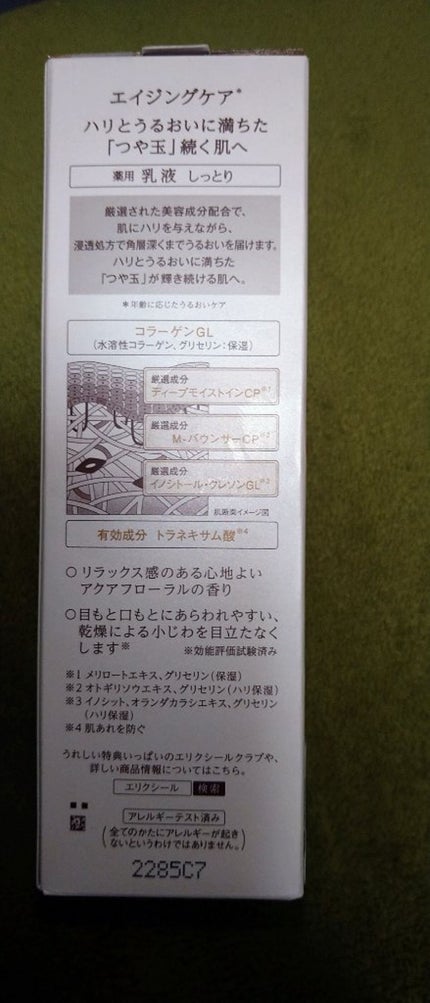 エイジングケア*
ハリとうるおいに満ちた
「つや玉」続く肌へ
薬用 乳液 しっとり
厳選された美容成分配合で、
肌にハリを与えながら、
浸透処方で角層深くまでうるおいを届けます。
ハリとうるおいに満ちた
「つや玉」が輝き続ける肌へ。
*年齢に応じたうるおいケア
コラーゲンGL
(水溶性コラーゲン、グリセリン:保湿)
厳選成分
ディープモイストインCP※1
厳選成分
M-バウンサーCP※2
厳選成分
イノシトール・クレソンGL※3
肌断面イメージ図
有効成分 トラネキサム酸※4
○リラックス感のある心地よい
アクアフローラルの香り
○目もと口もとにあらわれやすい、
乾燥による小じわを目立たなく
します※ ※効能評価試験済み
※1 メリロートエキス、グリセリン(保湿)
※2 オトギリソウエキス、グリセリン(ハリ保湿)
※3 イノシット、オランダカラシエキス、グリセリン
(ハリ保湿)
※4 肌あれを防ぐ
うれしい特典いっぱいのエリクシールクラブや、
詳しい商品情報についてはこちら。
エリクシール 検索
アレルギーテスト済み
(全てのかたにアレルギーが起き
ないというわけではありません。)
2285C7